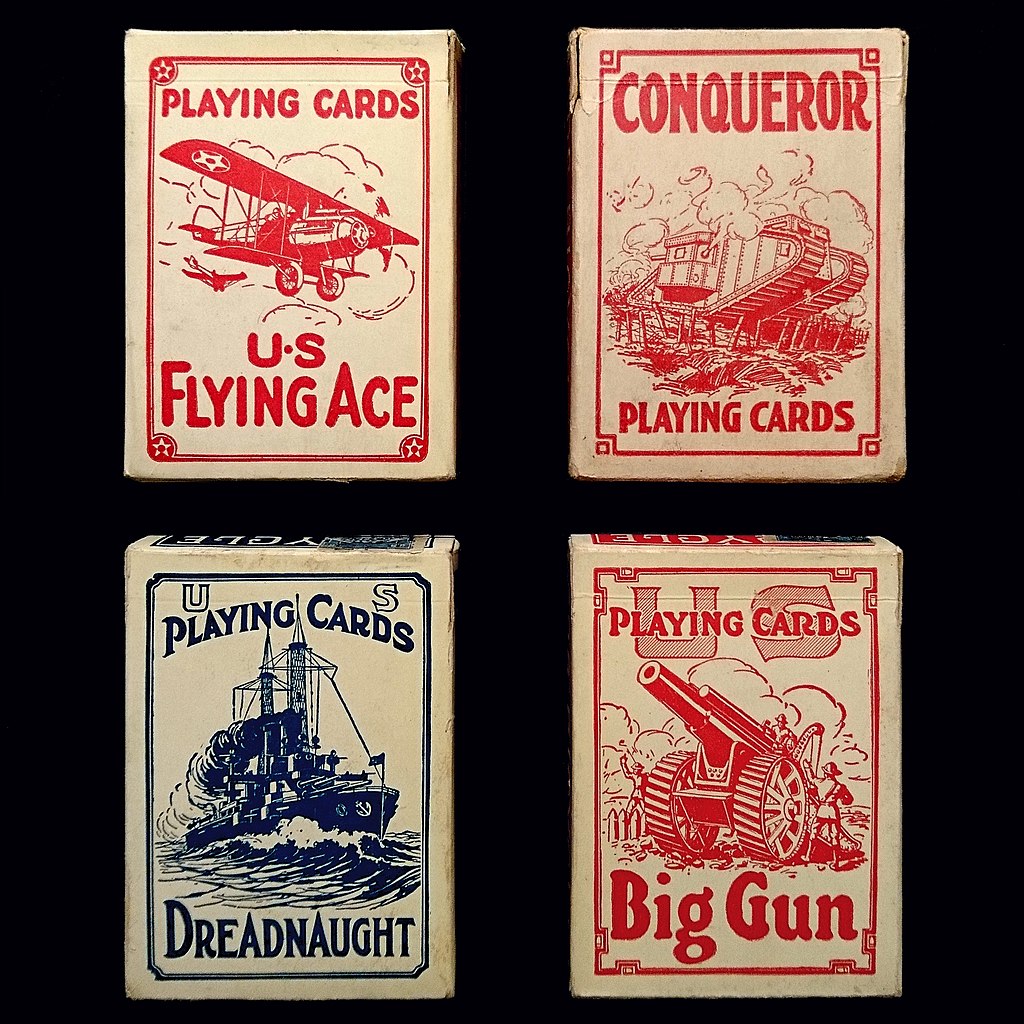 PLAYING CARDS
U·S
FLYING ACE
CONQUEROR
PLAYING CARDS
U S
PLAYING CARDS
DREADNAUGHT
US
PLAYING CARDS
Big Gun